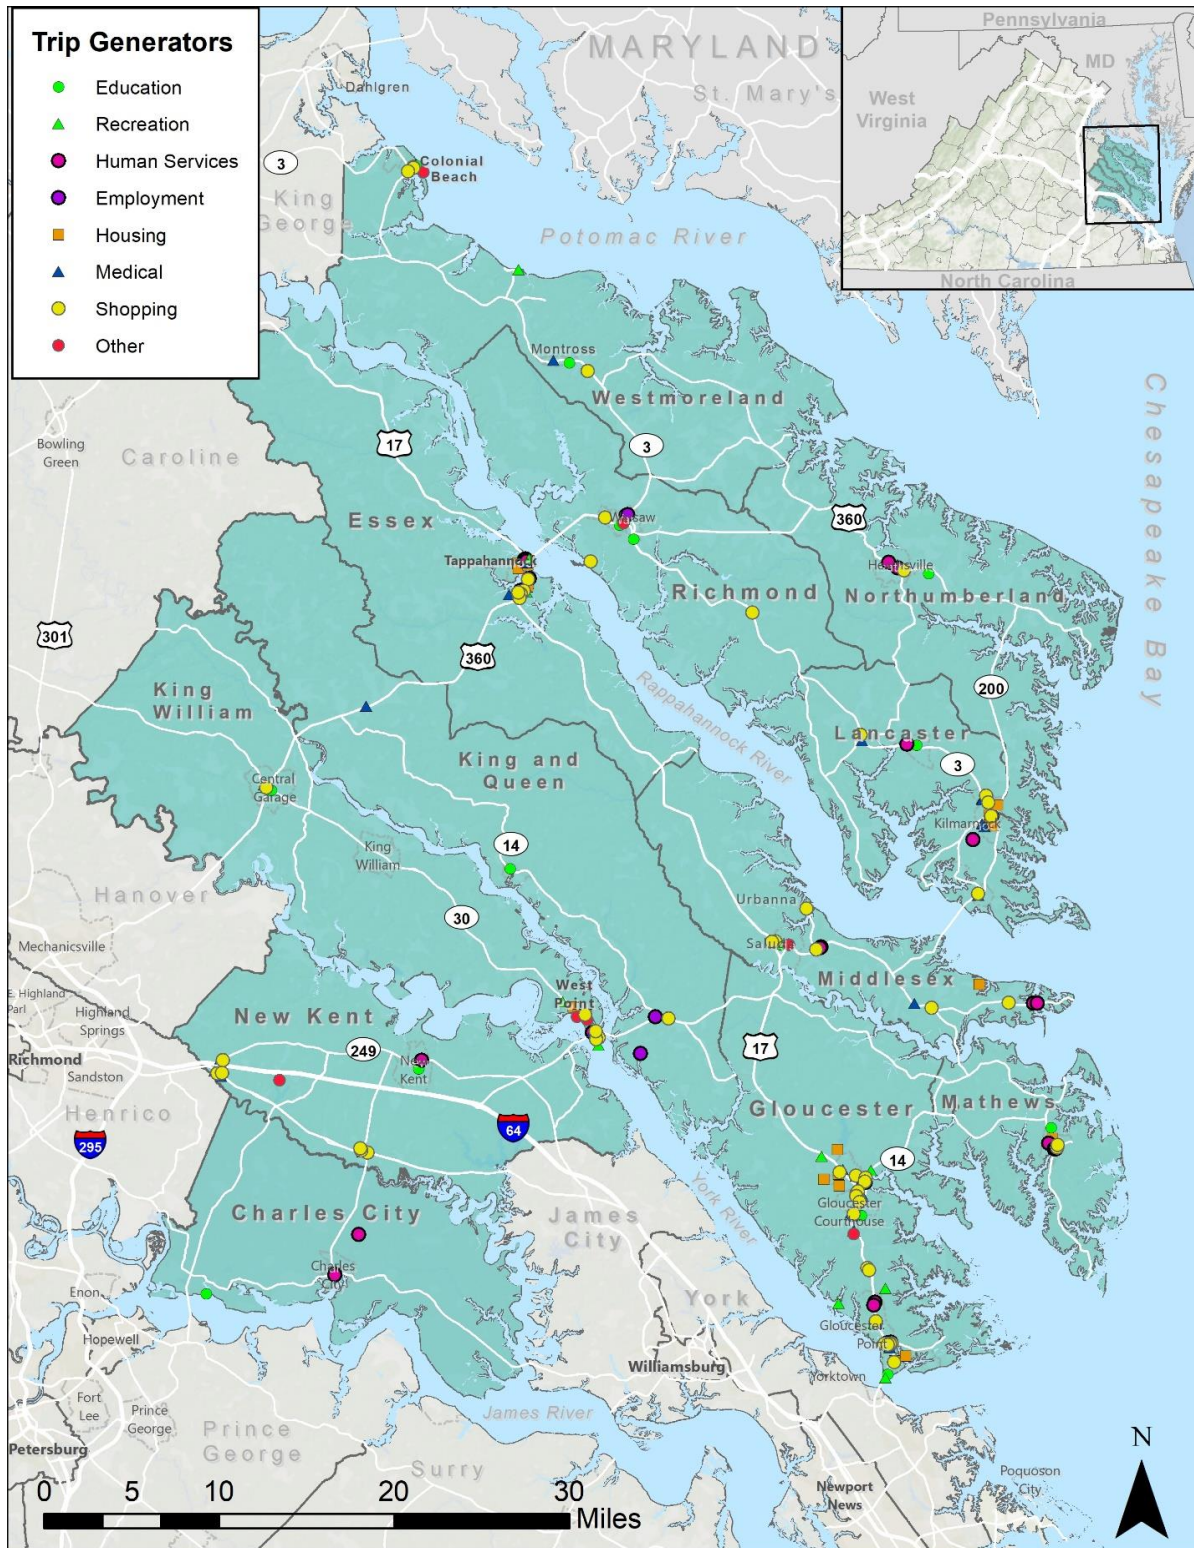 Trip Generators
Education
Recreation
Human Services
Employment
Housing
Medical
Shopping
Other
MARYLAND
St. Mary's
Dahlgren
Pennsylvania
MD
West
Virginia
North Carolina
3
Colonial
Beach
King
George
Potomac River
Montross
Westmoreland
Chesapeake Bay
Bowling
Green
Caroline
17
3
Essex
Warsaw
360
Tappahannock
Heathsville
Richmond
Northumberland
301
360
King
William
Rappahannock River
200
Lancaster
King and
Queen
3
Central
Garage
Kilmarnock
King
William
14
Hanover
Urbanna
30
Mechanicsville
Saluda
Middlesex
West
Point
E. Highland
Park
Highland
Springs
New Kent
249
New
Kent
17
Richmond
Sandston
Henrico
295
64
Gloucester
Mathews
14
Gloucester
Courthouse
York River
Charles City
James
City
Charles
City
Enon
York
Hopewell
Gloucester
Point
Williamsburg
Yorktown
Fort
Lee
Prince
George
James River
Prince
George
Petersburg
Surry
N
Poquoson
City
Newport
News
0 5 10 20 30
Miles